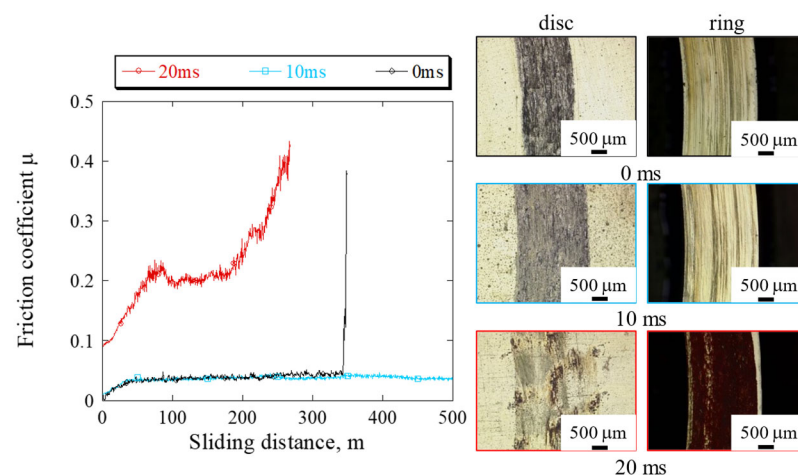 disc ring
20ms 10ms 0ms
0.5
0.4
0.3
0.2
0.1
0
0 100 200 300 400 500
Friction coefficient μ
Sliding distance, m
500 μm 500 μm
0 ms
500 μm 500 μm
10 ms
500 μm 500 μm
20 ms